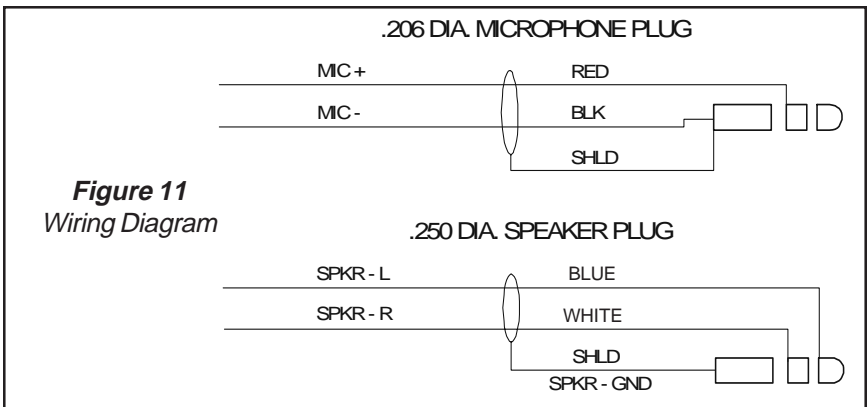 .206 DIA. MICROPHONE PLUG
MIC + RED
MIC - BLK
SHLD
Figure 11
Wiring Diagram
.250 DIA. SPEAKER PLUG
SPKR - L BLUE
SPKR - R WHITE
SHLD
SPKR - GND